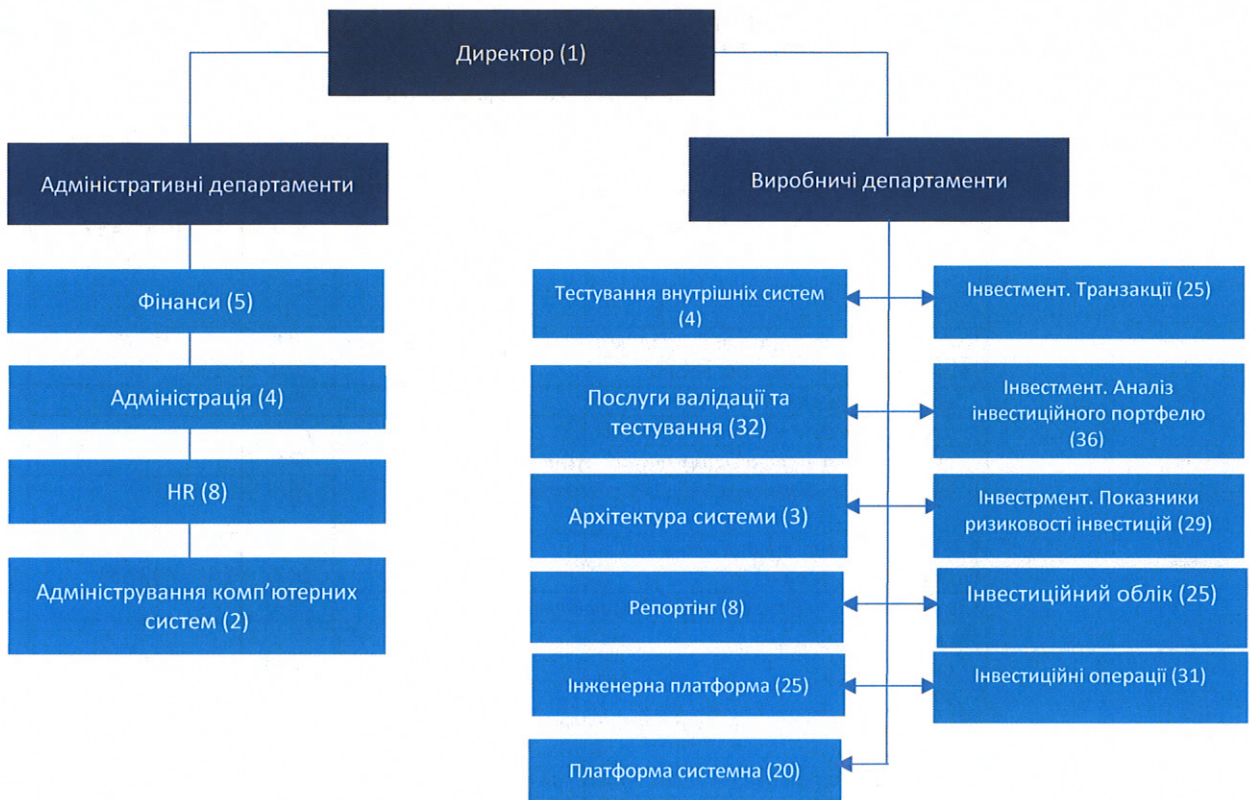 Директор (1)
Адміністративні департаменти
Фінанси (5)
Адміністрація (4)
HR (8)
Адміністрування комп’ютерних
систем (2)
Виробничі департаменти
Тестування внутрішніх систем
(4)
Послуги валідації та
тестування (32)
Архітектура системи (3)
Репортінг (8)
Інженерна платформа (25)
Платформа системна (20)
Інвестмент. Транзакції (25)
Інвестмент. Аналіз
інвестиційного портфелю
(36)
Інвестрмент. Показники
ризиковості інвестицій (29)
Інвестиційний облік (25)
Інвестиційні операції (31)